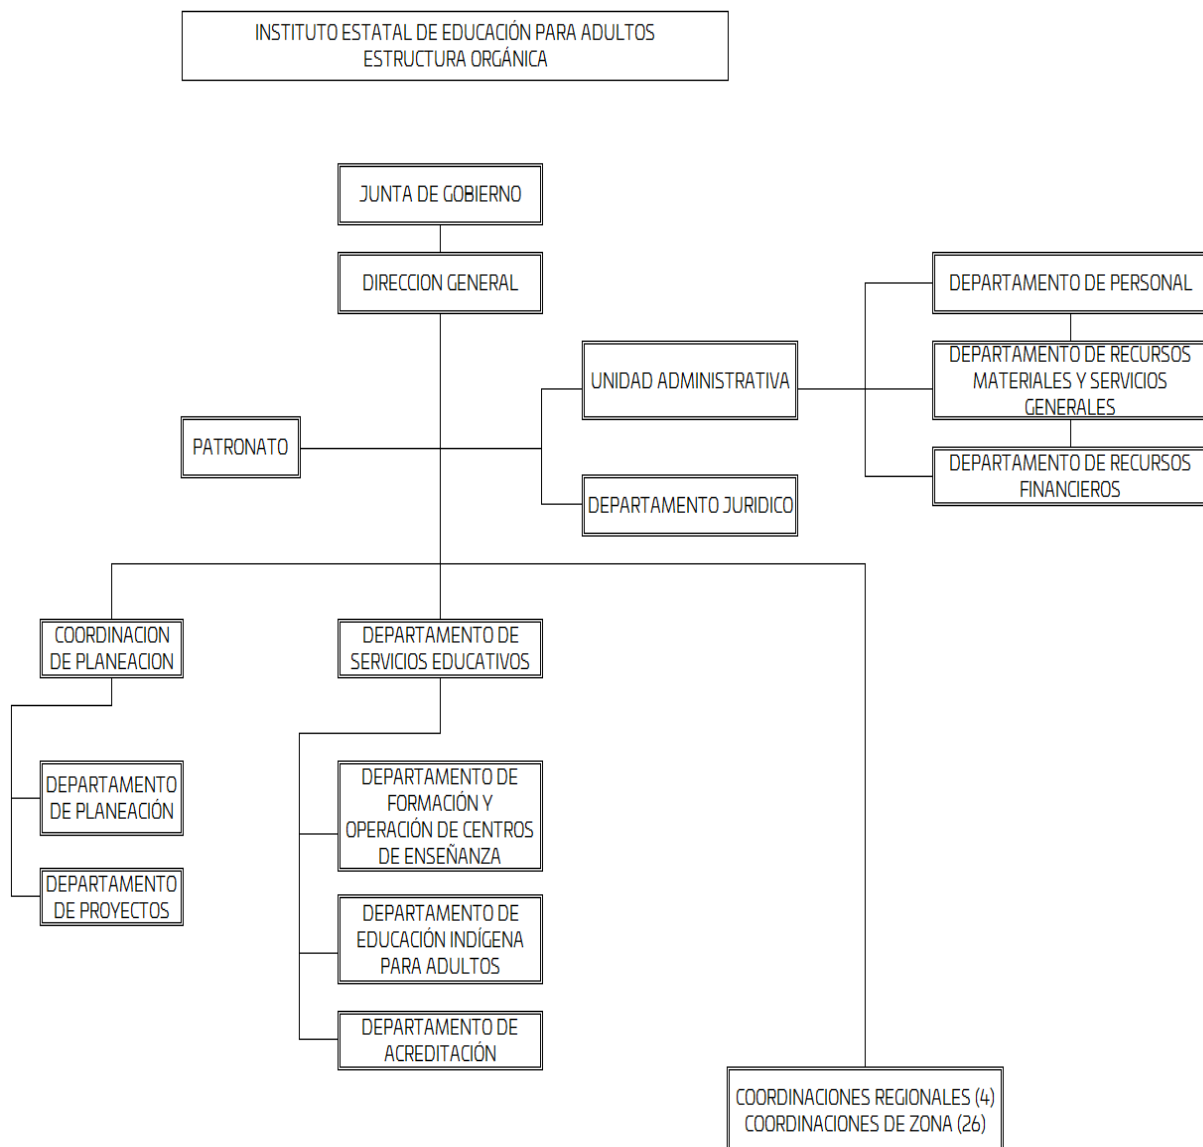 INSTITUTO ESTATAL DE EDUCACIÓN PARA ADULTOS
ESTRUCTURA ORGÁNICA
JUNTA DE GOBIERNO
DIRECCION GENERAL
DEPARTAMENTO DE PERSONAL
UNIDAD ADMINISTRATIVA
DEPARTAMENTO DE RECURSOS
MATERIALES Y SERVICIOS
GENERALES
PATRONATO
DEPARTAMENTO DE RECURSOS
FINANCIEROS
DEPARTAMENTO JURIDICO
COORDINACION
DE PLANEACION
DEPARTAMENTO DE
SERVICIOS EDUCATIVOS
DEPARTAMENTO
DE PLANEACIÓN
DEPARTAMENTO
DE PROYECTOS
DEPARTAMENTO DE
FORMACIÓN Y
OPERACIÓN DE CENTROS
DE ENSEÑANZA
DEPARTAMENTO DE
EDUCACIÓN INDÍGENA
PARA ADULTOS
DEPARTAMENTO DE
ACREDITACIÓN
COORDINACIONES REGIONALES (4)
COORDINACIONES DE ZONA (26)